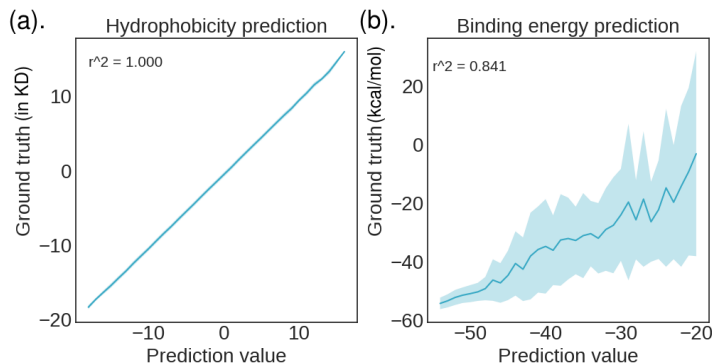 (a).
Hydrophobicity prediction
r^2 = 1.000
Ground truth (in KD)
10
0
−10
−20
−10
0
10
Prediction value
(b).
Binding energy prediction
r^2 = 0.841
Ground truth (kcal/mol)
20
0
−20
−40
−60
−50
−40
−30
−20
Prediction value